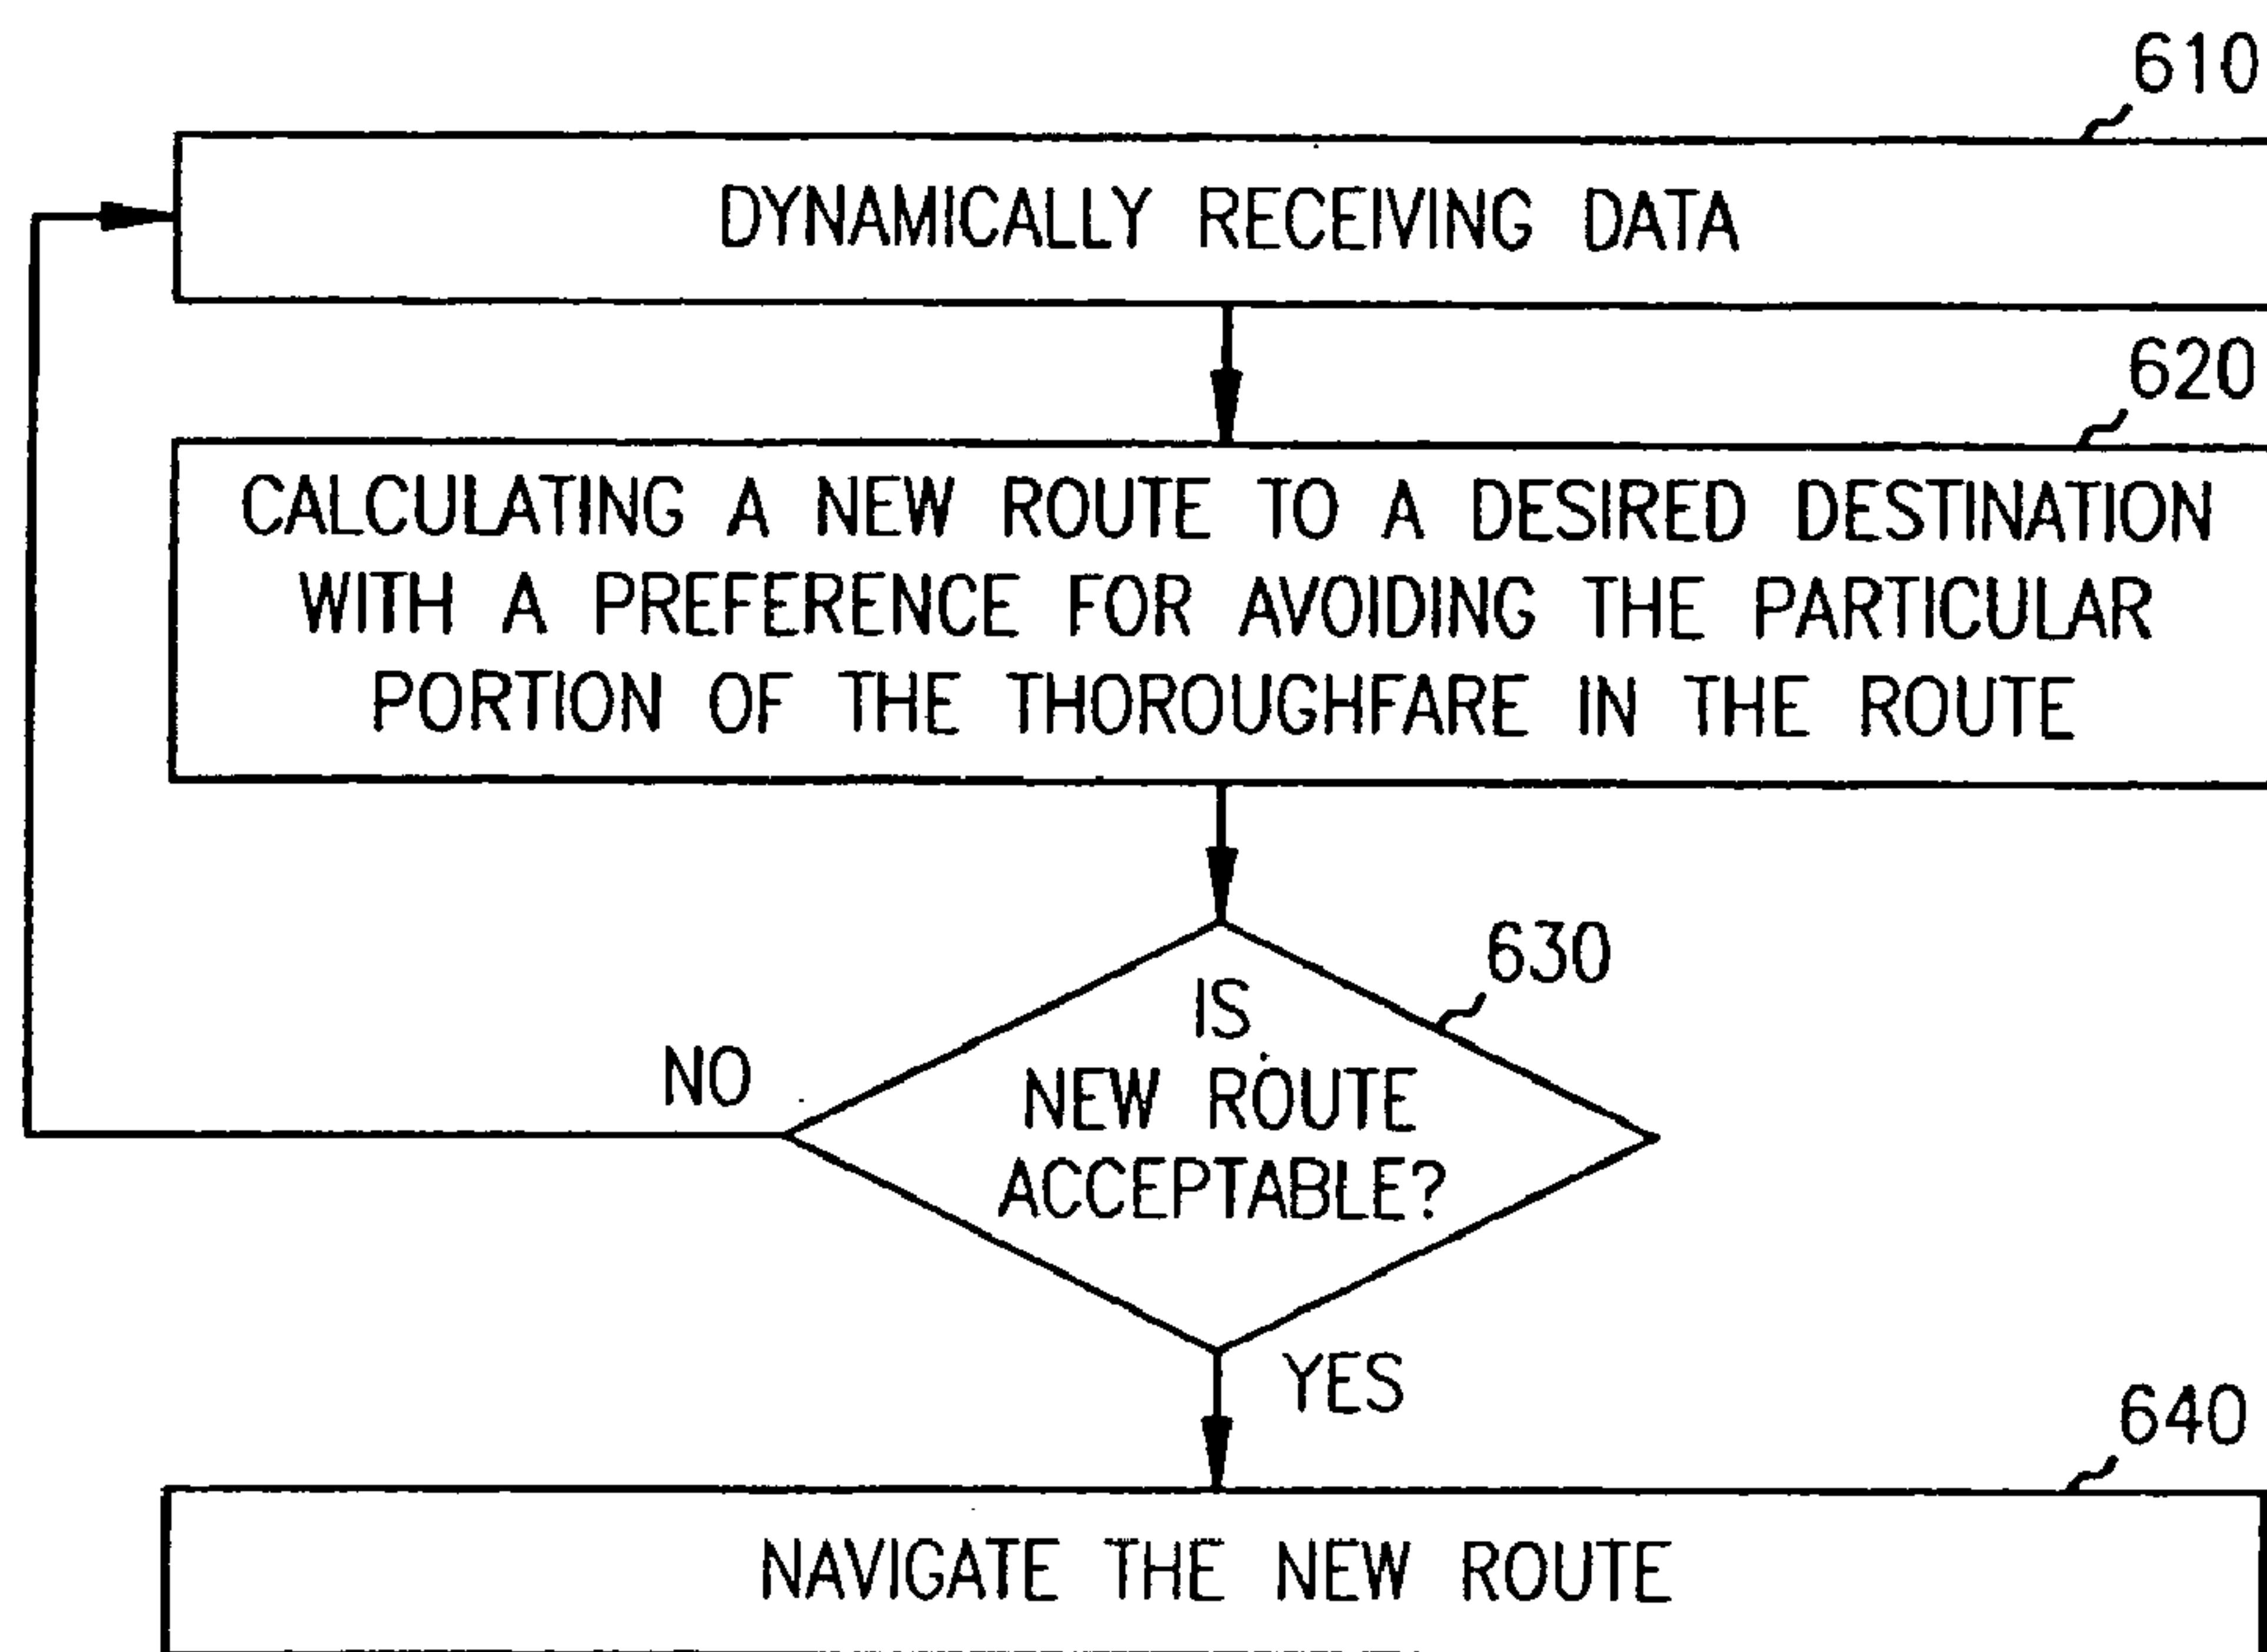 610
DYNAMICALLY RECEIVING DATA
620
CALCULATING A NEW ROUTE TO A DESIRED DESTINATION
WITH A PREFERENCE FOR AVOIDING THE PARTICULAR
PORTION OF THE THOROUGHFARE IN THE ROUTE
630
IS
NEW ROUTE
ACCEPTABLE?
NO
YES
640
NAVIGATE THE NEW ROUTE